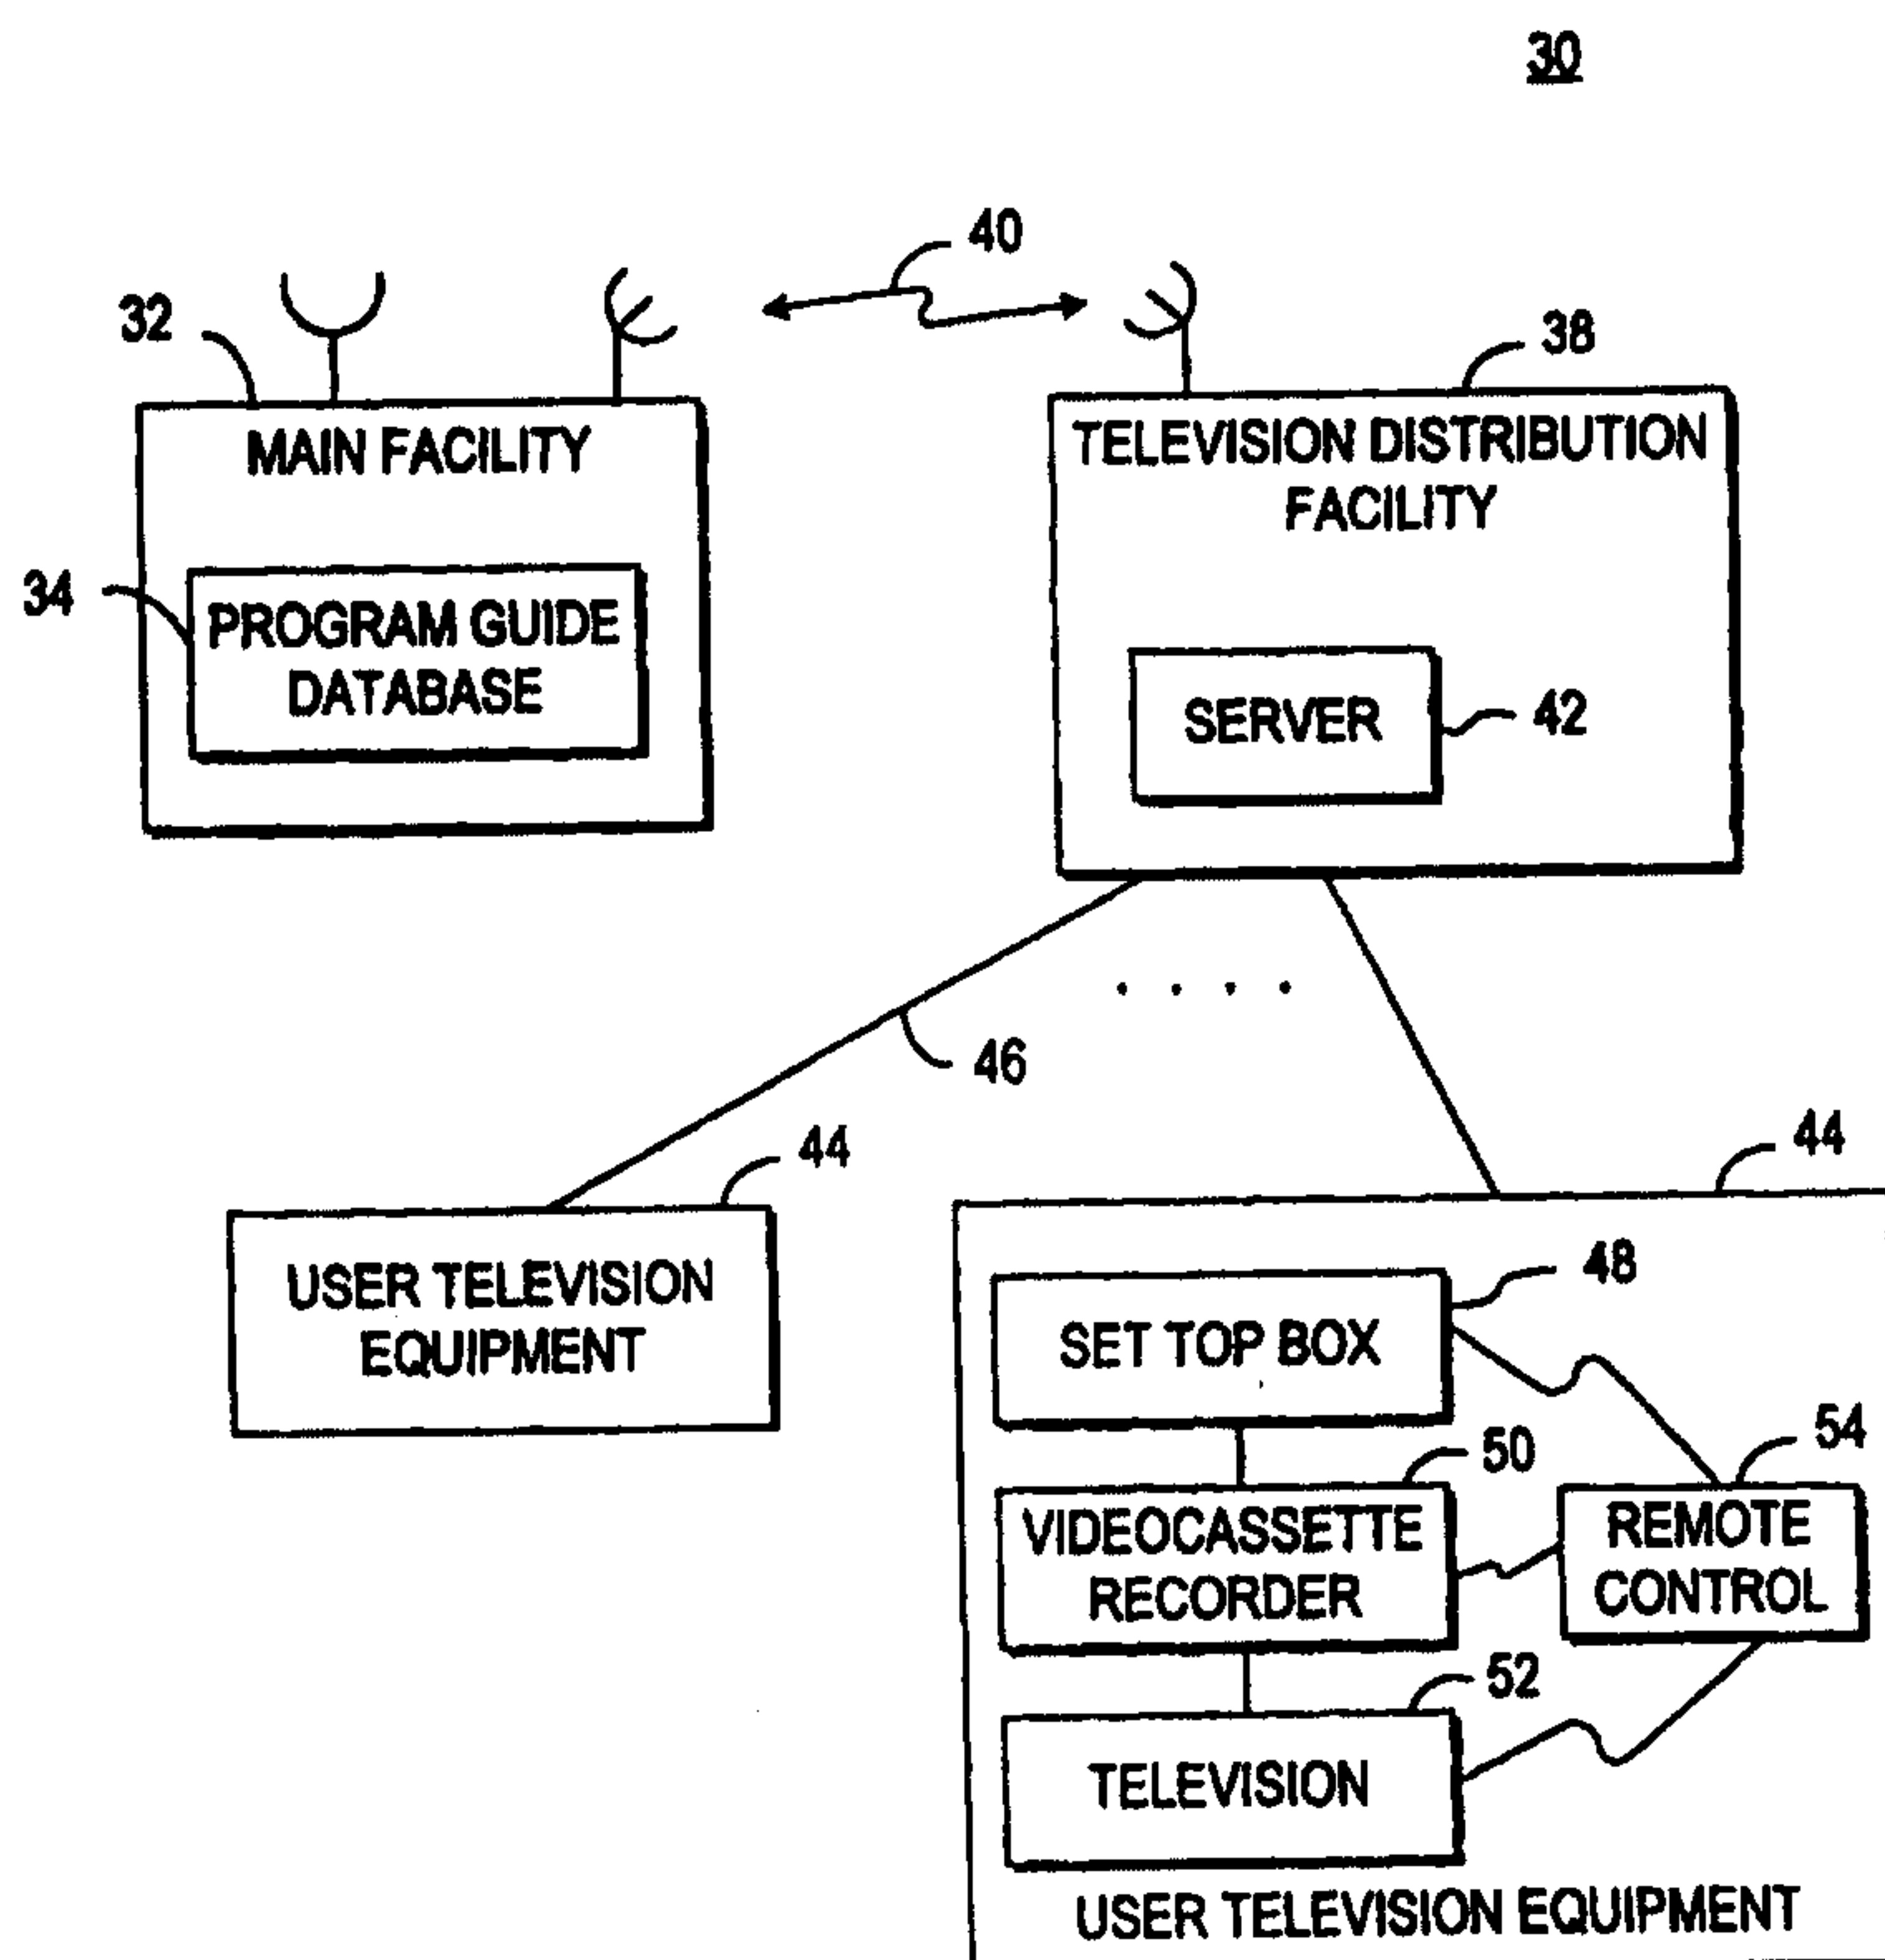 30
40
32
38
MAIN FACILITY
TELEVISION DISTRIBUTION
FACILITY
34
PROGRAM GUIDE
DATABASE
SERVER
42
46
44
44
USER TELEVISION
EQUIPMENT
48
SET TOP BOX
50
54
VIDEOCASSETTE
RECORDER
REMOTE
CONTROL
52
TELEVISION
USER TELEVISION EQUIPMENT